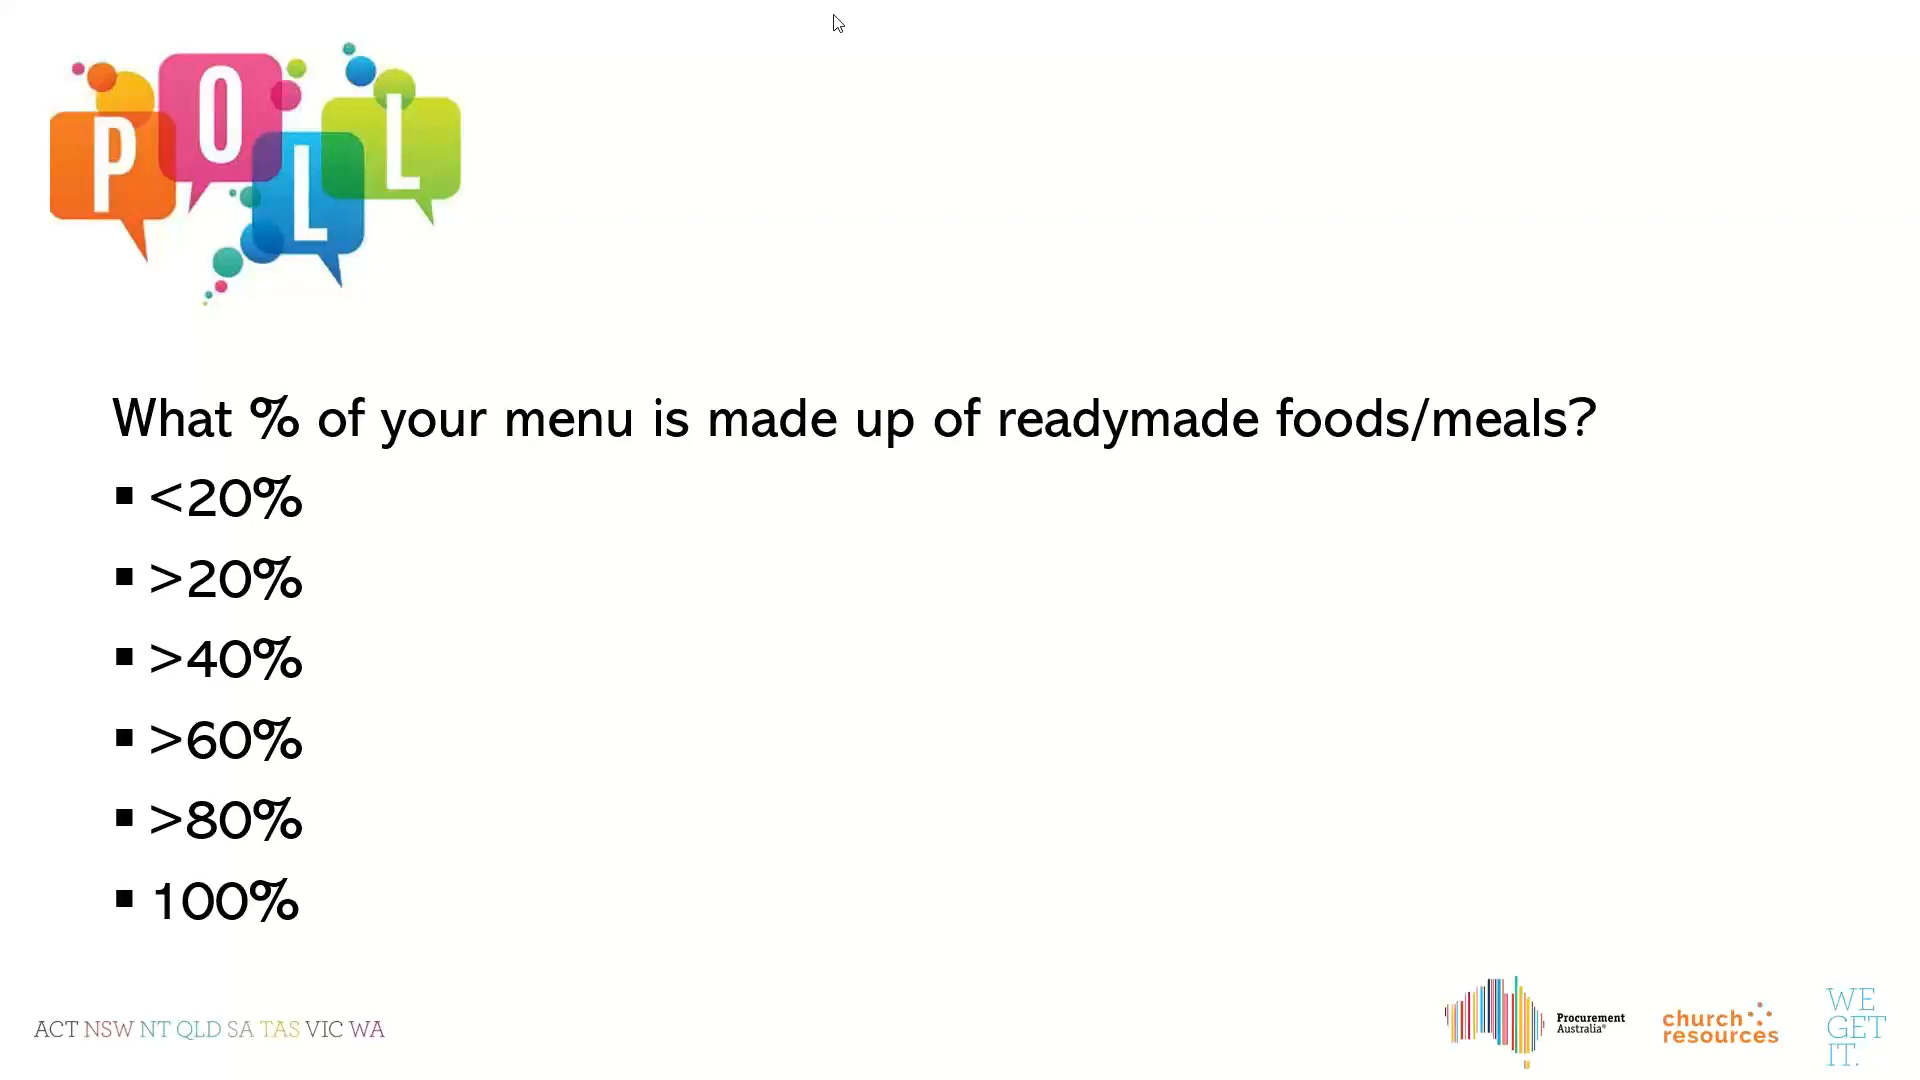 POLL
What % of your menu is made up of readymade foods/meals?
▪ <20%
▪ >20%
▪ >40%
▪ >60%
▪ >80%
▪ 100%
ACT NSW NT QLD SA TAS VIC WA
Procurement
Australia®
church
resources
WE
GET
IT.